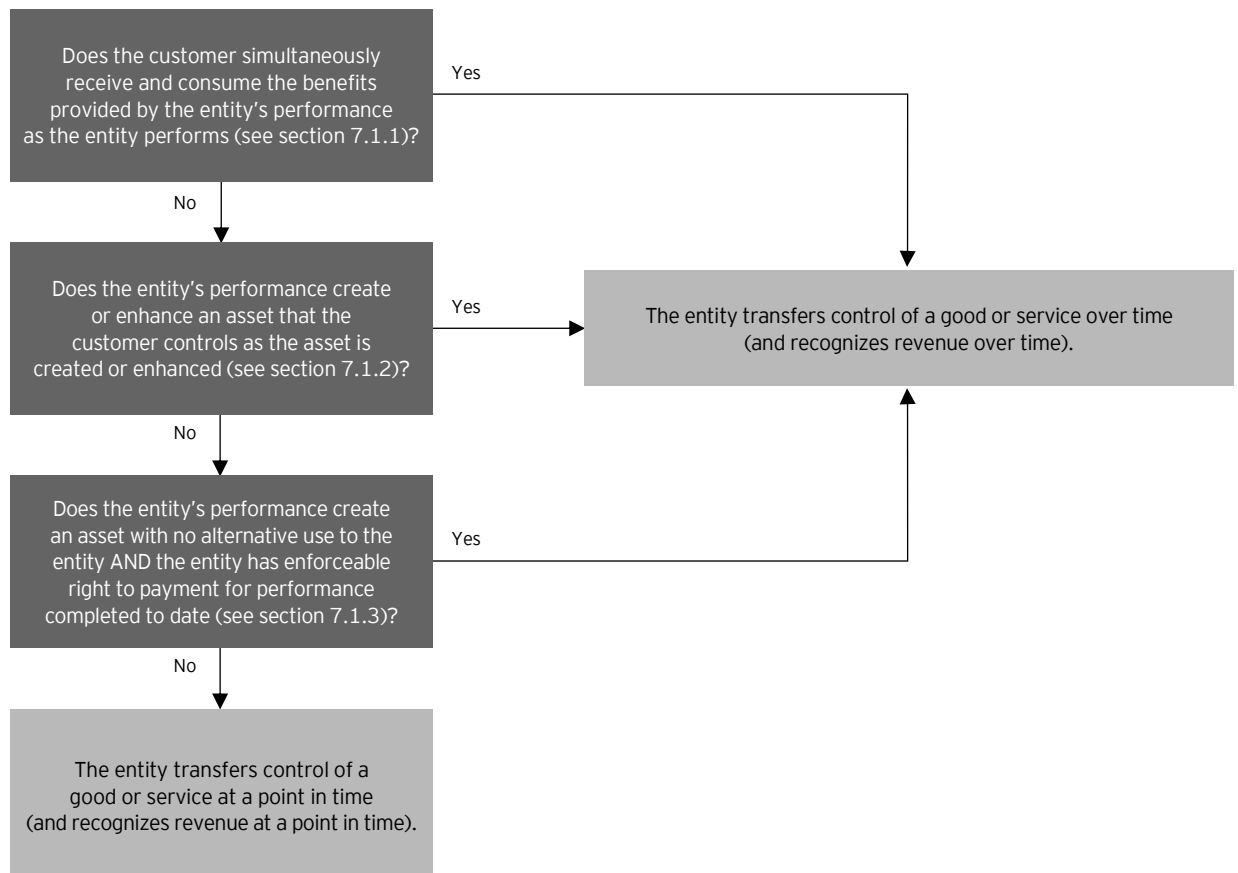 Does the customer simultaneously
receive and consume the benefits
provided by the entity’s performance
as the entity performs (see section 7.1.1)?
Yes
No
Does the entity’s performance create
or enhance an asset that the
customer controls as the asset is
created or enhanced (see section 7.1.2)?
Yes
The entity transfers control of a good or service over time
(and recognizes revenue over time).
No
Does the entity’s performance create
an asset with no alternative use to the
entity AND the entity has enforceable
right to payment for performance
completed to date (see section 7.1.3)?
Yes
No
The entity transfers control of a
good or service at a point in time
(and recognizes revenue at a point in time).